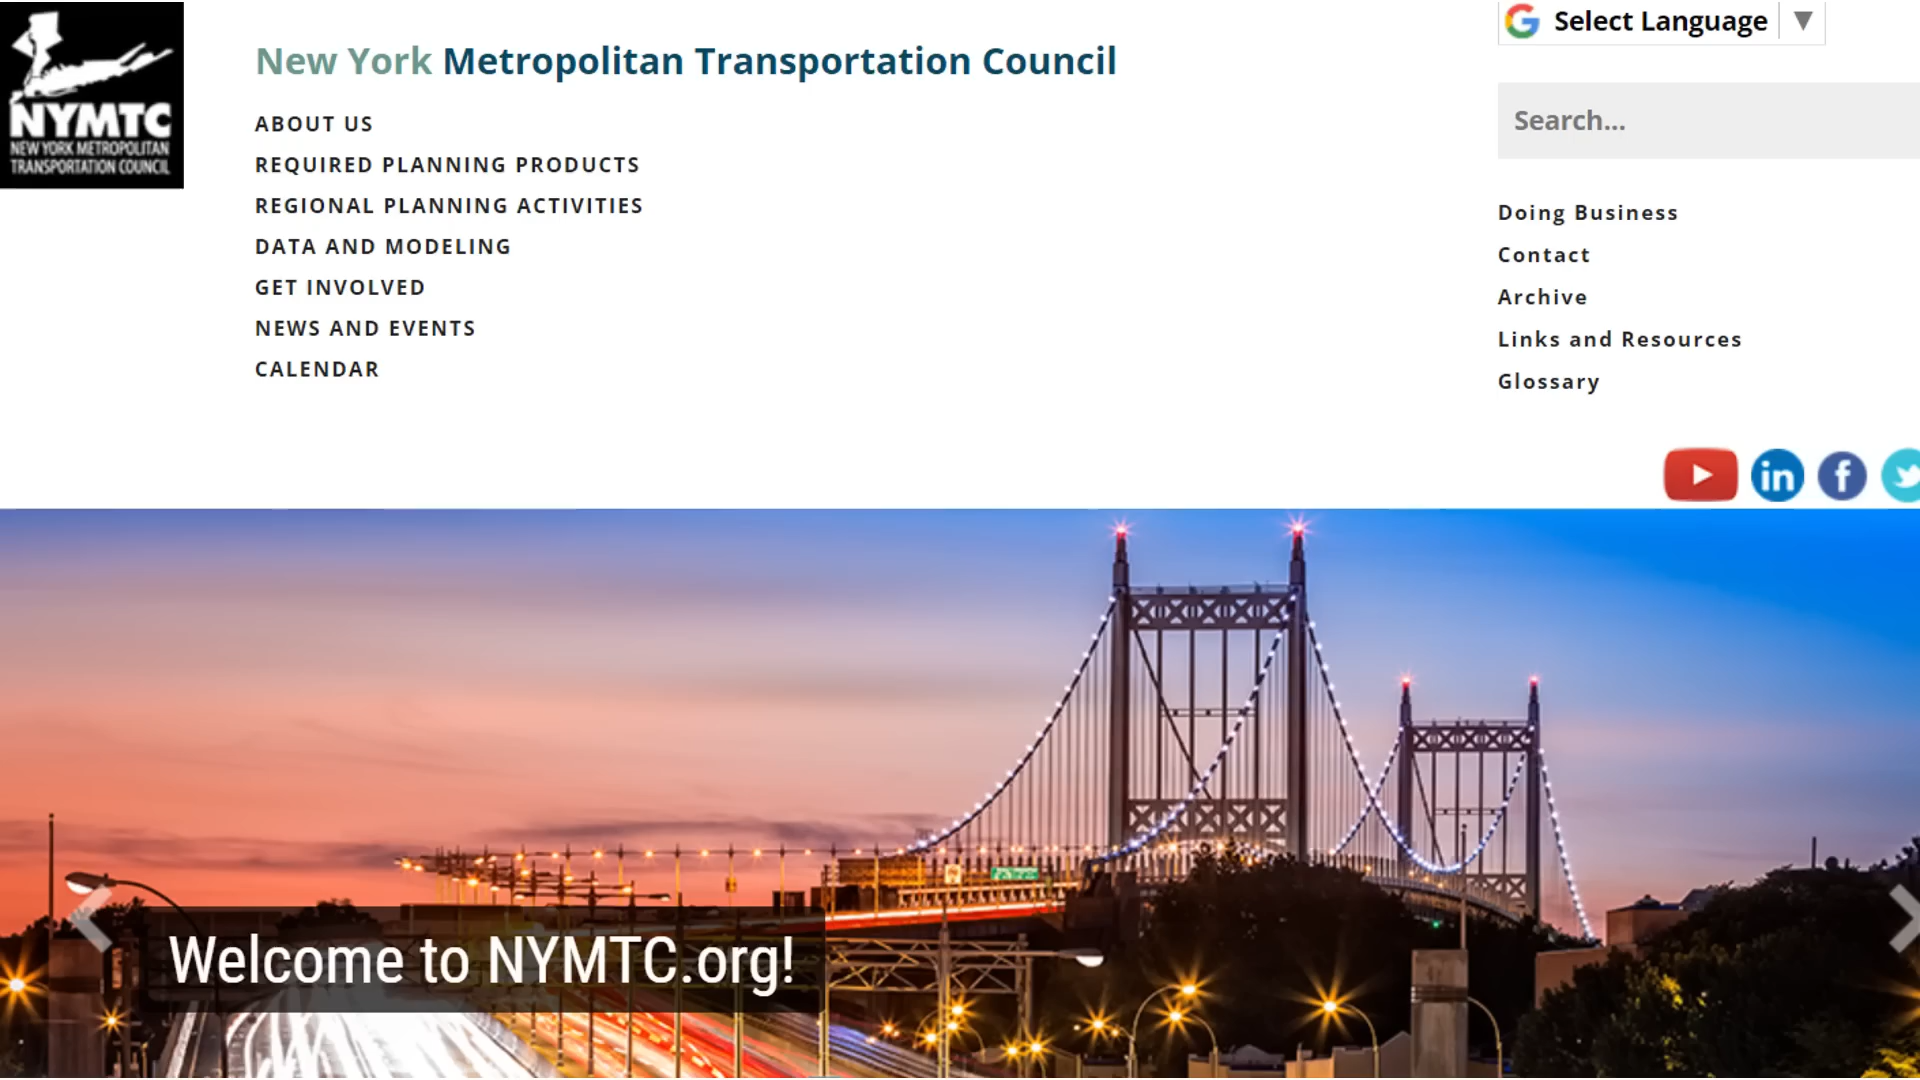 NYMTC
NEW YORK METROPOLITAN
TRANSPORTATION COUNCIL
New York Metropolitan Transportation Council
ABOUT US
REQUIRED PLANNING PRODUCTS
REGIONAL PLANNING ACTIVITIES
DATA AND MODELING
GET INVOLVED
NEWS AND EVENTS
CALENDAR
Select Language
Search...
Doing Business
Contact
Archive
Links and Resources
Glossary
in
f
Welcome to NYMTC.org!